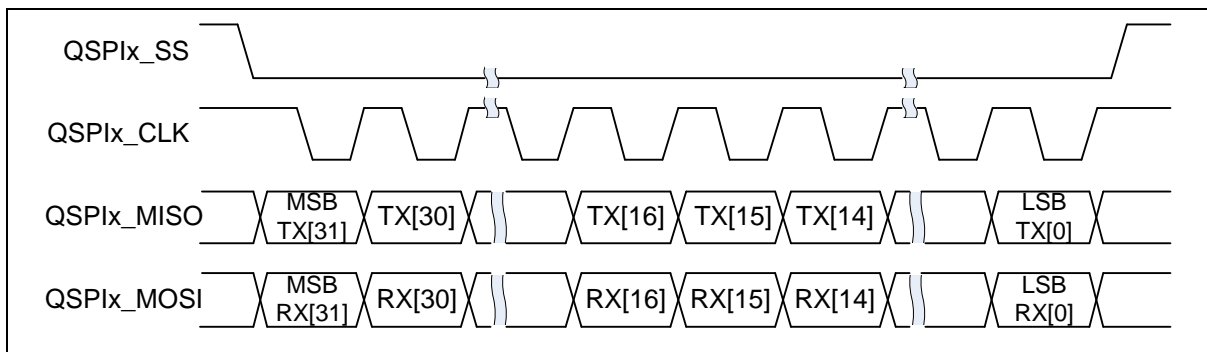 QSPIx_SS
QSPIx_CLK
QSPIx_MISO
MSB
TX[31]
TX[30]
TX[16]
TX[15]
TX[14]
LSB
TX[0]
QSPIx_MOSI
MSB
RX[31]
RX[30]
RX[16]
RX[15]
RX[14]
LSB
RX[0]